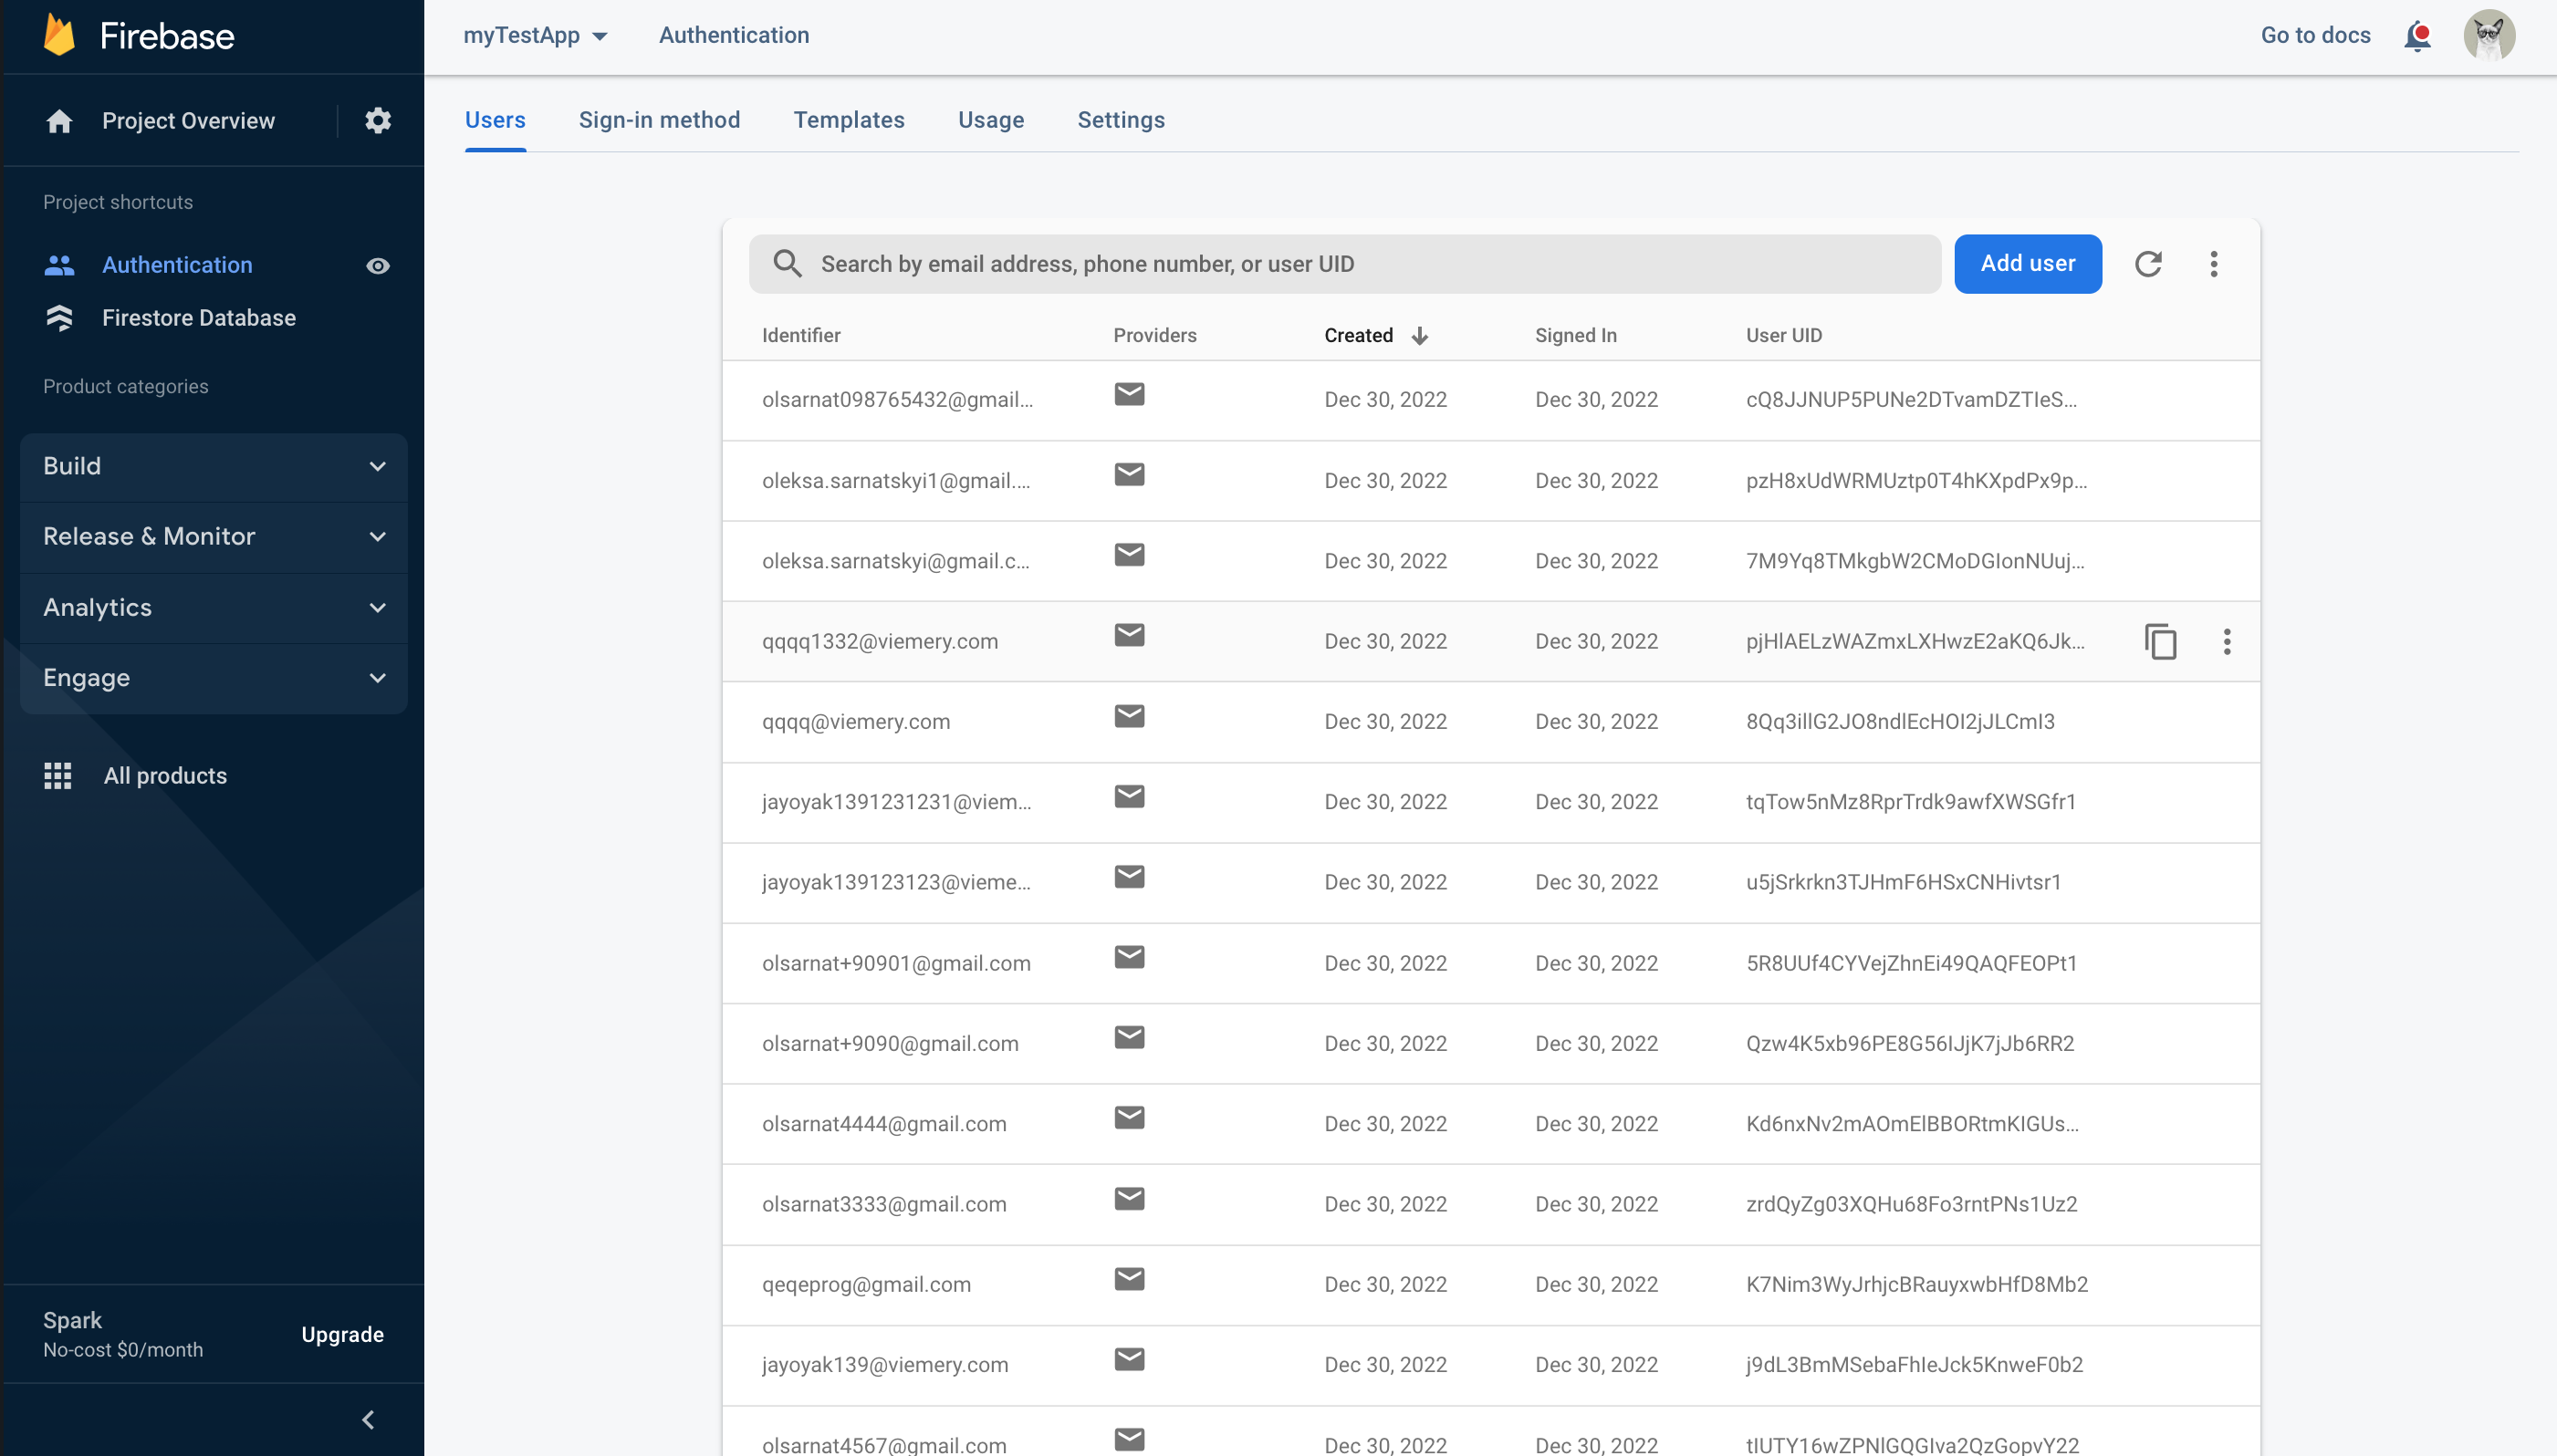 Firebase
myTestApp Authentication Go to docs
Project Overview
Users Sign-in method Templates Usage Settings
Project shortcuts
Authentication
Firestore Database
Product categories
Build
Release & Monitor
Analytics
Engage
All products
Spark
No-cost $0/month
Upgrade
Search by email address, phone number, or user UID Add user
Identifier Providers Created Signed In User UID
olsarnat098765432@gmail... Dec 30, 2022 Dec 30, 2022 cQ8JJNUP5PUNe2DTvamDZTIeS...
oleksa.sarnatskyi1@gmail.... Dec 30, 2022 Dec 30, 2022 pzH8xUdWRMUztp0T4hKXpdPx9p...
oleksa.sarnatskyi@gmail.c... Dec 30, 2022 Dec 30, 2022 7M9Yq8TMkgbW2CMoDGIonNUuj...
qqqq1332@viemery.com Dec 30, 2022 Dec 30, 2022 pjHlAELzWAZmxLXHwzE2aKQ6Jk...
qqqq@viemery.com Dec 30, 2022 Dec 30, 2022 8Qq3illG2JO8ndlEcHOI2jJLCmI3
jayoyak1391231231@viem... Dec 30, 2022 Dec 30, 2022 tqTow5nMz8RprTrdk9awfXWSGfr1
jayoyak139123123@vieme... Dec 30, 2022 Dec 30, 2022 u5jSrkrkn3TJHmF6HSxCNHivtsr1
olsarnat+90901@gmail.com Dec 30, 2022 Dec 30, 2022 5R8UUf4CYVejZhnEi49QAQFEOPt1
olsarnat+9090@gmail.com Dec 30, 2022 Dec 30, 2022 Qzw4K5xb96PE8G56IJjK7jJb6RR2
olsarnat4444@gmail.com Dec 30, 2022 Dec 30, 2022 Kd6nxNv2mAOmElBBORtmKIGUs...
olsarnat3333@gmail.com Dec 30, 2022 Dec 30, 2022 zrdQyZg03XQHu68Fo3rntPNs1Uz2
qeqeprog@gmail.com Dec 30, 2022 Dec 30, 2022 K7Nim3WyJrhjcBRauyxwbHfD8Mb2
jayoyak139@viemery.com Dec 30, 2022 Dec 30, 2022 j9dL3BmMSebaFhIeJck5KnweF0b2
olsarnat4567@gmail.com Dec 30, 2022 Dec 30, 2022 tIUTY16wZPNlGQGIva2QzGopvY22